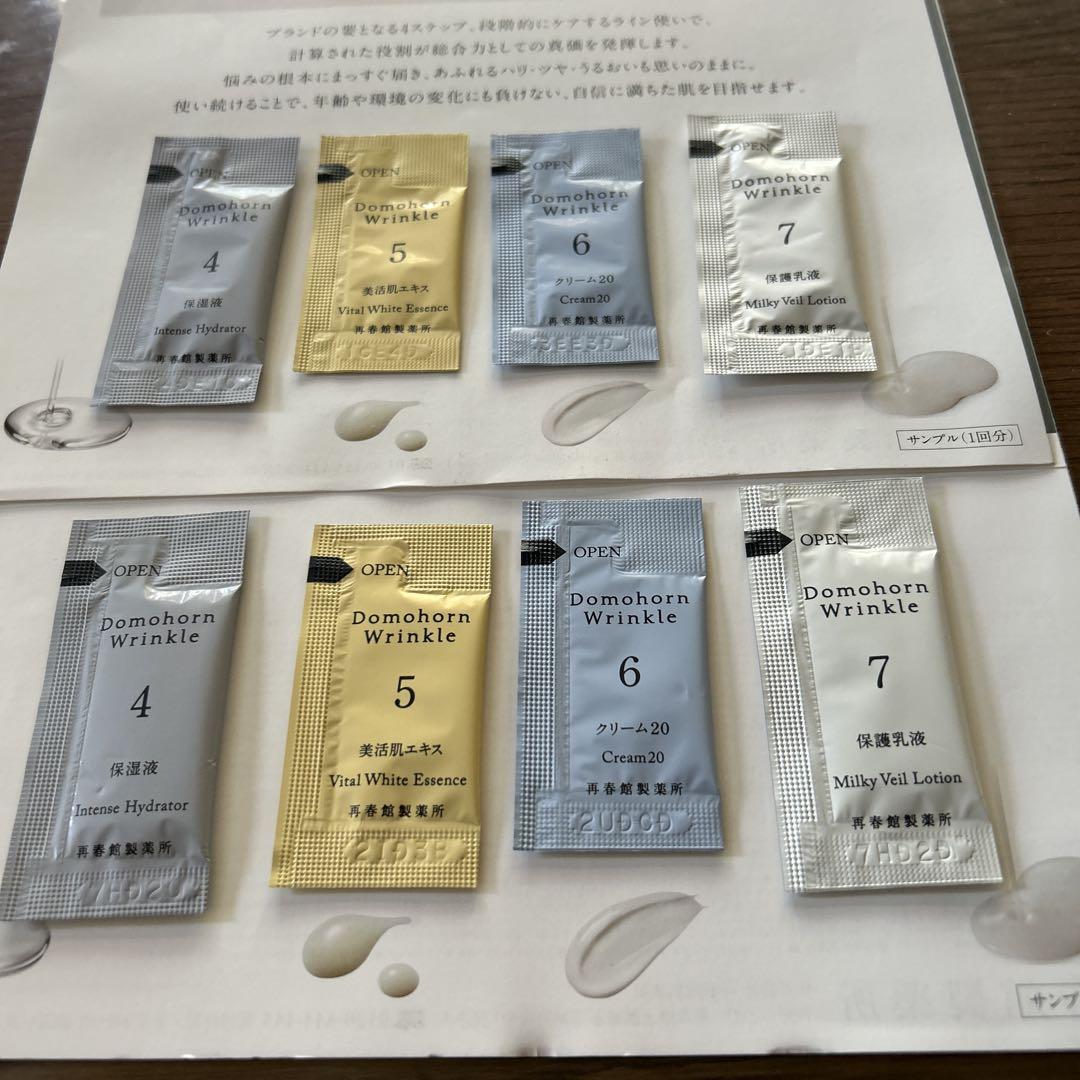 ブランドの要となる4ステップ、段階的にケアするライン使いで、
計算された役割が総合力としての真価を発揮します。
悩みの根本にまっすぐ届き、あふれるハリ・ツヤ・うるおいも思いのままに。
使い続けることで、年齢や環境の変化にも負けない、自信に満ちた肌を目指せます。
OPEN
Domohorn
Wrinkle
4
保湿液
Intense Hydrator
再春館製薬所
OPEN
Domohorn
Wrinkle
5
美活肌エキス
Vital White Essence
再春館製薬所
OPEN
Domohorn
Wrinkle
6
クリーム20
Cream20
再春館製薬所
OPEN
Domohorn
Wrinkle
7
保護乳液
Milky Veil Lotion
再春館製薬所
サンプル(1回分)
OPEN
Domohorn
Wrinkle
4
保湿液
Intense Hydrator
再春館製薬所
7HD2U
OPEN
Domohorn
Wrinkle
5
美活肌エキス
Vital White Essence
再春館製薬所
OPEN
Domohorn
Wrinkle
6
クリーム20
Cream20
再春館製薬所
2UDCD
OPEN
Domohorn
Wrinkle
7
保護乳液
Milky Veil Lotion
再春館製薬所
7HD2D
サンプ